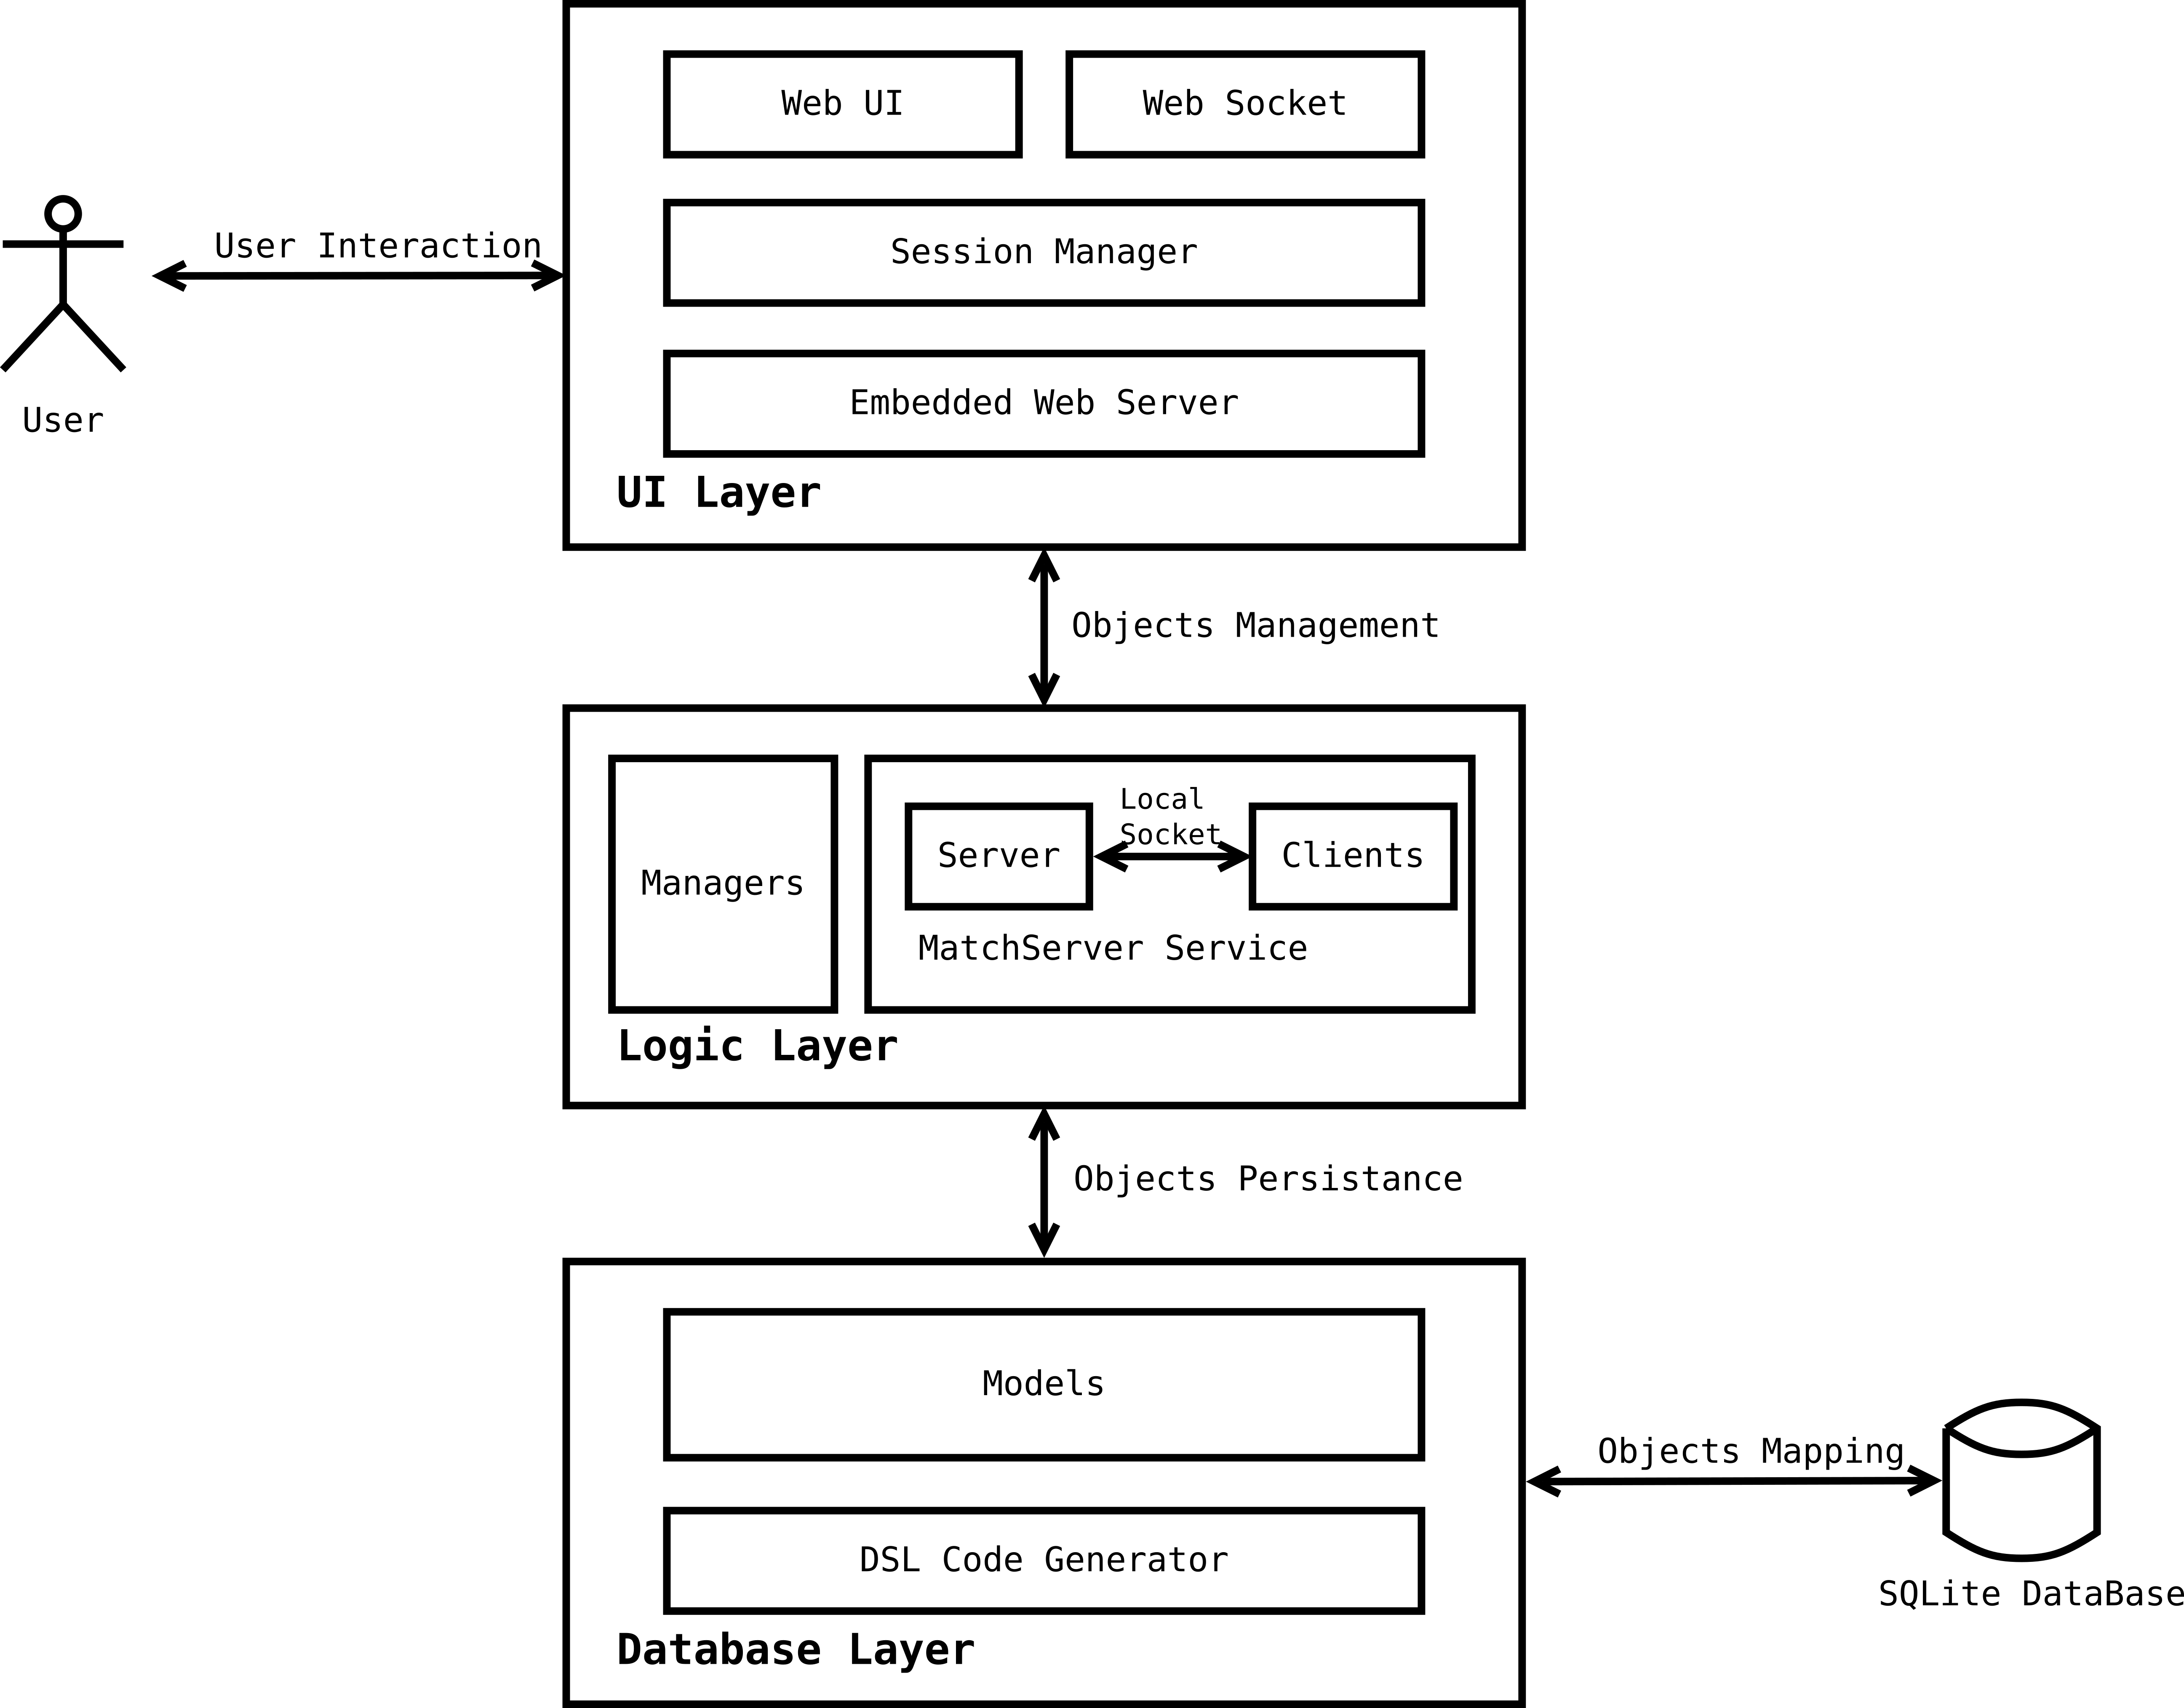 Web UI
Web Socket
User Interaction
Session Manager
Embedded Web Server
User
UI Layer
Objects Management
Local
Socket
Server
Clients
Managers
MatchServer Service
Logic Layer
Objects Persistance
Models
Objects Mapping
DSL Code Generator
SQLite DataBase
Database Layer